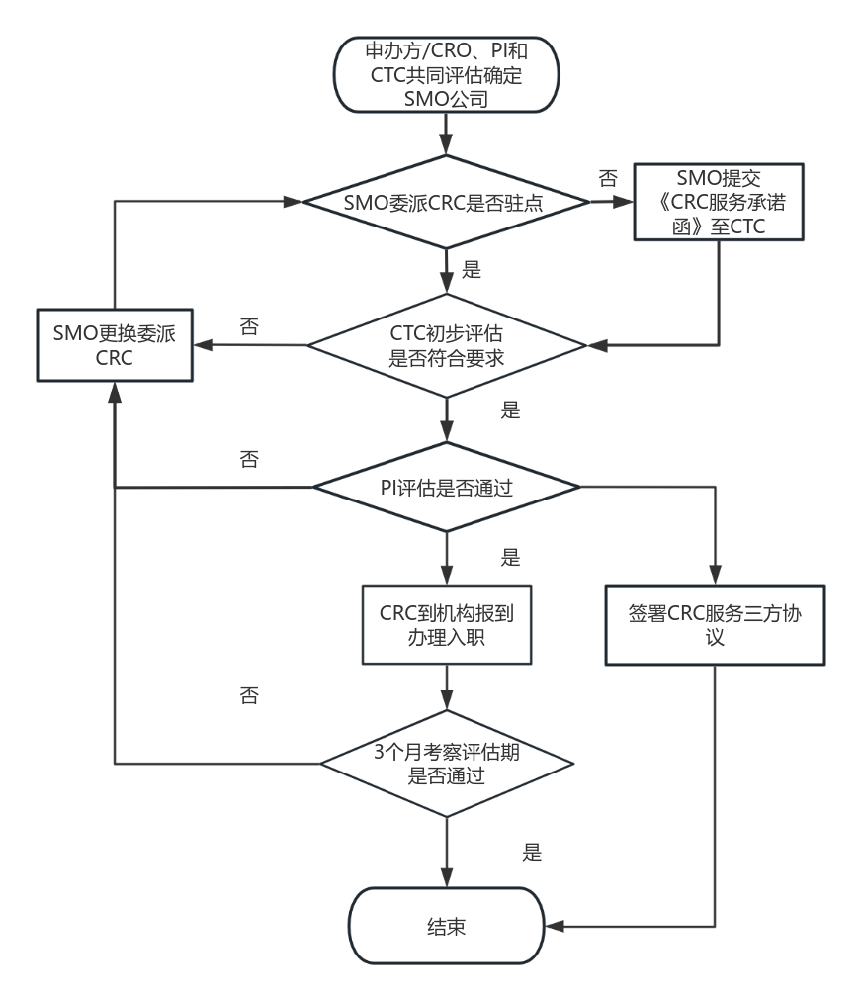 申办方/CRO、PI和
CTC共同评估确定
SMO公司
SMO委派CRC是否驻点
否
SMO提交
《CRC服务承诺
函》至CTC
是
SMO更换委派
CRC
否
CTC初步评估
是否符合要求
是
否
PI评估是否通过
是
CRC到机构报到
办理入职
签署CRC服务三方协
议
否
3个月考察评估期
是否通过
是
结束